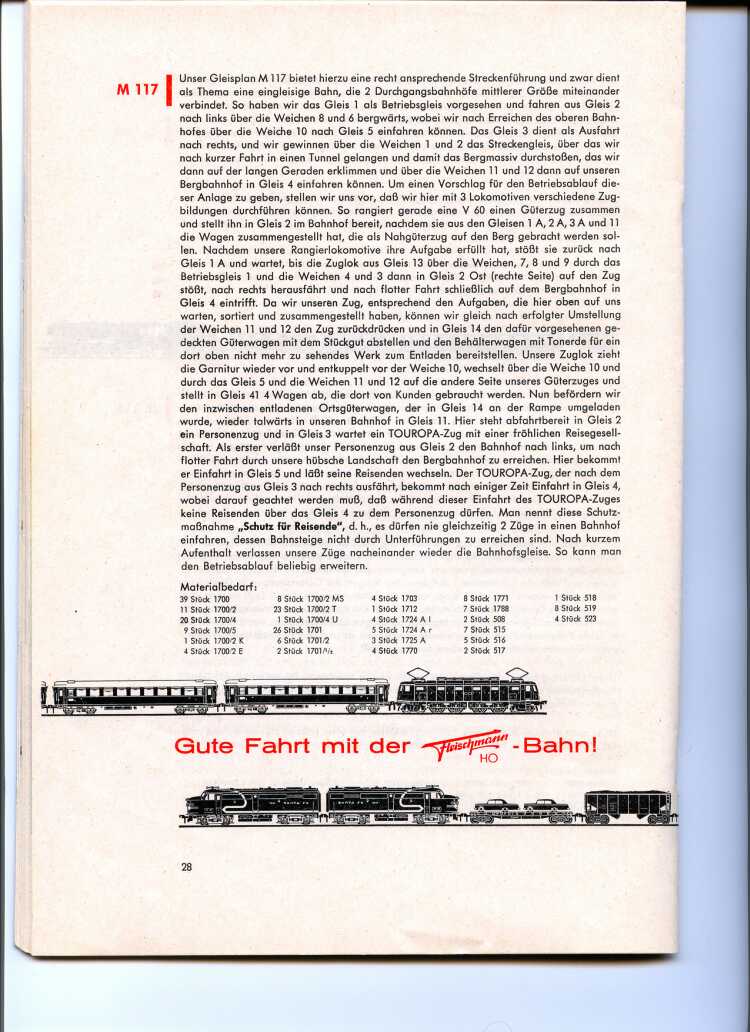 M 117
Unser Gleisplan M 117 bietet hierzu eine recht ansprechende Streckenführung und zwar dient
als Thema eine eingleisige Bahn, die 2 Durchgangsbahnhöfe mittlerer Größe miteinander
verbindet. So haben wir das Gleis 1 als Betriebsgleis vorgesehen und fahren aus Gleis 2
nach links über die Weichen 8 und 6 bergwärts, wobei wir nach Erreichen des oberen Bahn-
hofes über die Weiche 10 nach Gleis 5 einfahren können. Das Gleis 3 dient als Ausfahrt
nach rechts, und wir gewinnen über die Weichen 1 und 2 das Streckengleis, über das wir
nach kurzer Fahrt in einen Tunnel gelangen und damit das Bergmassiv durchstoßen, das wir
dann auf der langen Geraden erklimmen und über die Weichen 11 und 12 dann auf unseren
Bergbahnhof in Gleis 4 einfahren können. Um einen Vorschlag für den Betriebsablauf die-
ser Anlage zu geben, stellen wir uns vor, daß wir hier mit 3 Lokomotiven verschiedene Zug-
bildungen durchführen können. So rangiert gerade eine V 60 einen Güterzug zusammen
und stellt ihn in Gleis 2 im Bahnhof bereit, nachdem sie aus den Gleisen 1 A, 2 A, 3 A und 11
die Wagen zusammengestellt hat, die als Nahgüterzug auf den Berg gebracht werden sol-
len. Nachdem unsere Rangierlokomotive ihre Aufgabe erfüllt hat, stößt sie zurück nach
Gleis 1 A und wartet, bis die Zuglok aus Gleis 13 über die Weichen, 7, 8 und 9 durch das
Betriebsgleis 1 und die Weichen 4 und 3 dann in Gleis 2 Ost (rechte Seite) auf den Zug
stößt, nach rechts herausfährt und nach flotter Fahrt schließlich auf dem Bergbahnhof in
Gleis 4 eintrifft. Da wir unseren Zug, entsprechend den Aufgaben, die hier oben auf uns
warten, sortiert und zusammengestellt haben, können wir gleich nach erfolgter Umstellung
der Weichen 11 und 12 den Zug zurückdrücken und in Gleis 14 den dafür vorgesehenen ge-
deckten Güterwagen mit dem Stückgut abstellen und den Behälterwagen mit Tonerde für ein
dort oben nicht mehr zu sehendes Werk zum Entladen bereitstellen. Unsere Zuglok zieht
die Garnitur wieder vor und entkuppelt vor der Weiche 10, wechselt über die Weiche 10 und
durch das Gleis 5 und die Weichen 11 und 12 auf die andere Seite unseres Güterzuges und
stellt in Gleis 41 4 Wagen ab, die dort von Kunden gebraucht werden. Nun befördern wir
den inzwischen entladenen Ortsgüterwagen, der in Gleis 14 an der Rampe umgeladen
wurde, wieder talwärts in unseren Bahnhof in Gleis 11. Hier steht abfahrtbereit in Gleis 2
ein Personenzug und in Gleis 3 wartet ein TOUROPA-Zug mit einer fröhlichen Reisegesell-
schaft. Als erster verläßt unser Personenzug aus Gleis 2 den Bahnhof nach links, um nach
flotter Fahrt durch unsere hübsche Landschaft den Bergbahnhof zu erreichen. Hier bekommt
er Einfahrt in Gleis 5 und läßt seine Reisenden wechseln. Der TOUROPA-Zug, der nach dem
Personenzug aus Gleis 3 nach rechts ausfährt, bekommt nach einiger Zeit Einfahrt in Gleis 4,
wobei darauf geachtet werden muß, daß während dieser Einfahrt des TOUROPA-Zuges
keine Reisenden über das Gleis 4 zu dem Personenzug dürfen. Man nennt diese Schutz-
maßnahme „Schutz für Reisende“, d. h., es dürfen nie gleichzeitig 2 Züge in einen Bahnhof
einfahren, dessen Bahnsteige nicht durch Unterführungen zu erreichen sind. Nach kurzem
Aufenthalt verlassen unsere Züge nacheinander wieder die Bahnhofsgleise. So kann man
den Betriebsablauf beliebig erweitern.
Materialbedarf:
39 Stück 1700 8 Stück 1700/2 MS 4 Stück 1703 8 Stück 1771 1 Stück 518
11 Stück 1700/2 23 Stück 1700/2 T 1 Stück 1712 7 Stück 1788 8 Stück 519
20 Stück 1700/4 1 Stück 1700/4 U 4 Stück 1724 A l 2 Stück 508 4 Stück 523
9 Stück 1700/5 26 Stück 1701 5 Stück 1724 A r 7 Stück 515
1 Stück 1700/2 K 6 Stück 1701/2 3 Stück 1725 A 5 Stück 516
4 Stück 1700/2 E 2 Stück 1701/¹/₂ 4 Stück 1770 2 Stück 517
Gute Fahrt mit der Fleischmann HO -Bahn!
SANTA FE SANTA FE
28